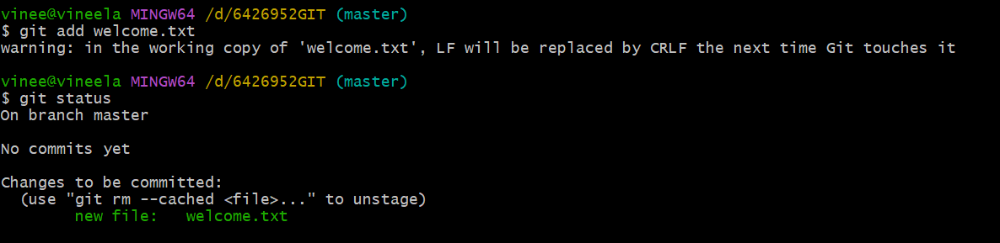 vinee@vineela MINGW64 /d/6426952GIT (master)
$ git add welcome.txt
warning: in the working copy of 'welcome.txt', LF will be replaced by CRLF the next time Git touches it
vinee@vineela MINGW64 /d/6426952GIT (master)
$ git status
On branch master
No commits yet
Changes to be committed:
  (use "git rm --cached <file>..." to unstage)
        new file:   welcome.txt